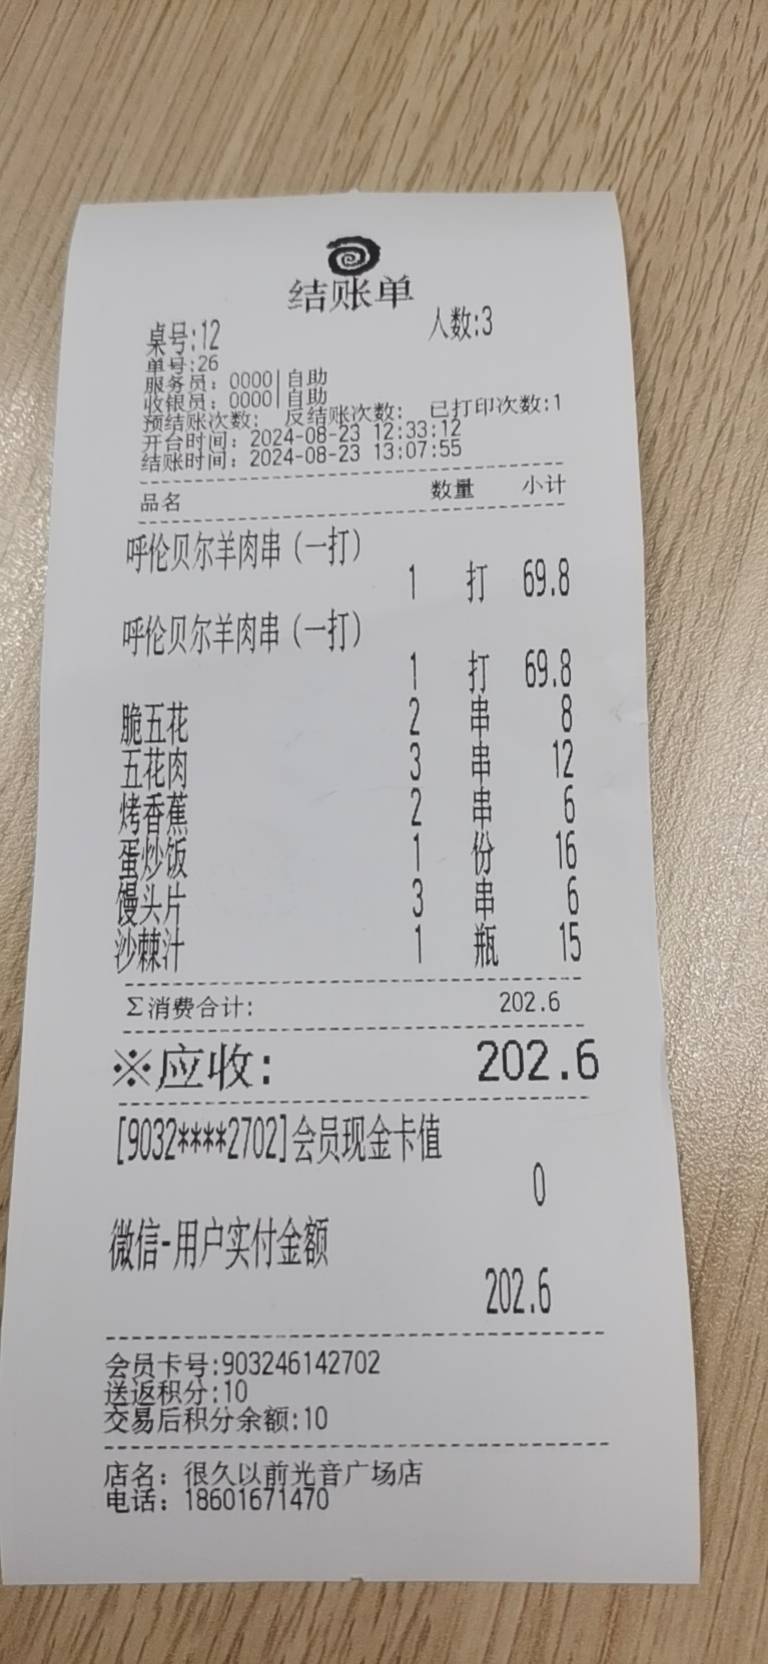 结账单
桌号:12 人数:3
单号:26
服务员: 0000|自助
收银员: 0000|自助
预结账次数: 反结账次数: 已打印次数:1
开台时间: 2024-08-23 12:33:12
结账时间: 2024-08-23 13:07:55
品名 数量 小计
呼伦贝尔羊肉串(一打)
1 打 69.8
呼伦贝尔羊肉串(一打)
1 打 69.8
脆五花 2 串 8
五花肉 3 串 12
烤香蕉 2 串 6
蛋炒饭 1 份 16
馒头片 3 串 6
沙棘汁 1 瓶 15
Σ消费合计: 202.6
※应收: 202.6
[9032****2702]会员现金卡值
0
微信-用户实付金额
202.6
会员卡号:903246142702
送返积分:10
交易后积分余额:10
店名: 很久以前光音广场店
电话: 18601671470